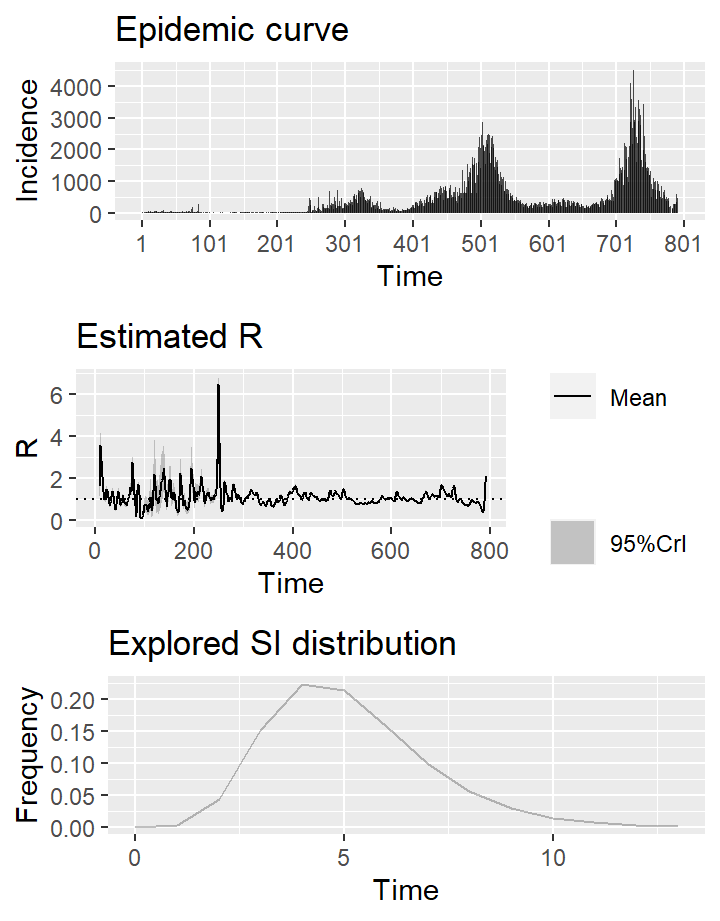 Epidemic curve
Incidence
4000
3000
2000
1000
0
1 101 201 301 401 501 601 701 801
Time
Estimated R
R
6
4
2
0
0 200 400 600 800
Time
Mean
95%CrI
Explored SI distribution
Frequency
0.20
0.15
0.10
0.05
0.00
0 5 10
Time